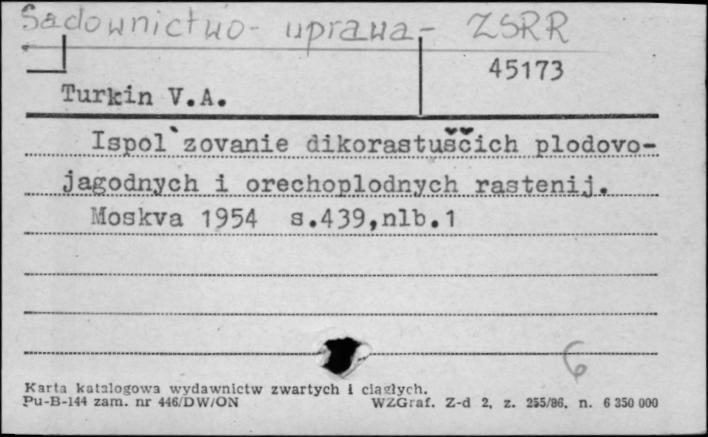 Sadownictwo - uprawa - ZSRR
45173
Turkin V.A.
Ispol`zovanie dikorastuščich plodovo-
jagodnych i orechoplodnych rastenij.
Moskva 1954 s.439,nlb.1
6
Karta katalogowa wydawnictw zwartych i ciągłych.
Pu-B-144 zam. nr 446/DW/ON WZGraf. Z-d 2, z. 255/86, n. 6 350 000